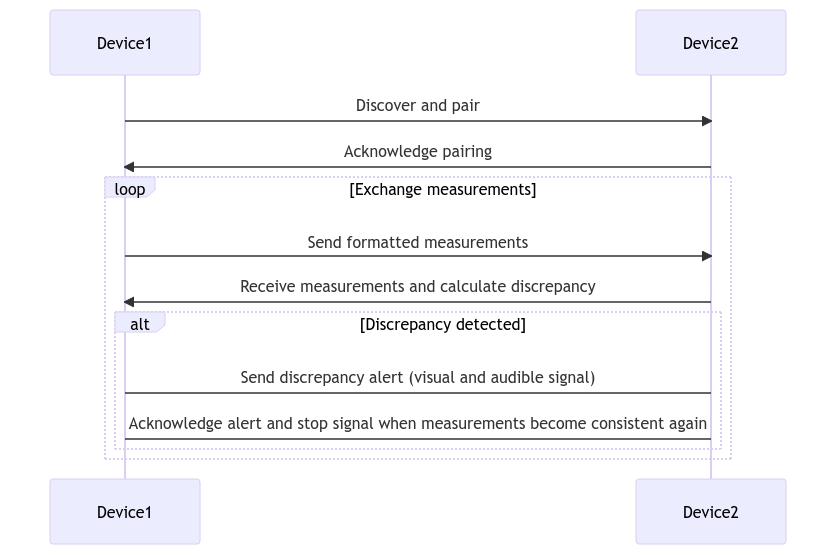 Device1
Device2
Discover and pair
Acknowledge pairing
loop
[Exchange measurements]
Send formatted measurements
Receive measurements and calculate discrepancy
alt
[Discrepancy detected]
Send discrepancy alert (visual and audible signal)
Acknowledge alert and stop signal when measurements become consistent again
Device1
Device2